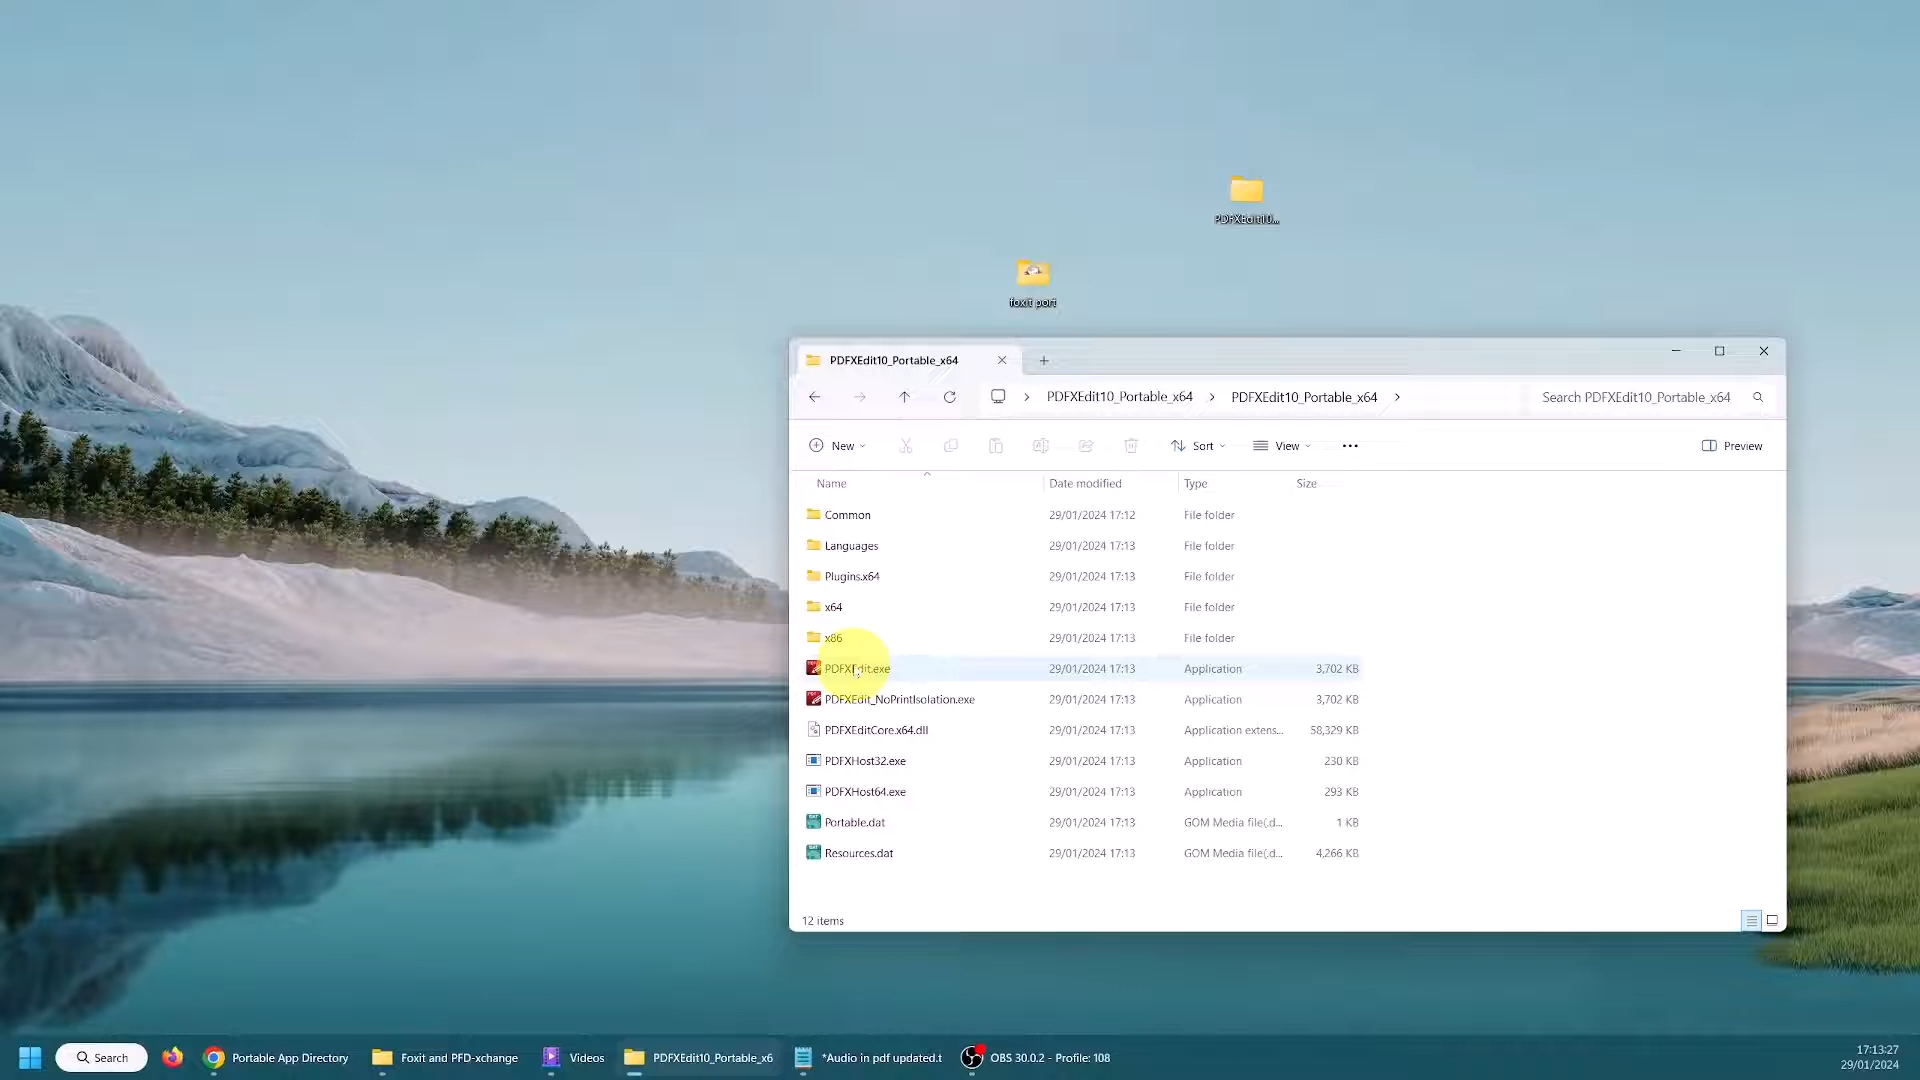 PDFXEdit10...
foxit port
PDFXEdit10_Portable_x64
PDFXEdit10_Portable_x64 PDFXEdit10_Portable_x64 Search PDFXEdit10_Portable_x64
New Sort View Preview
Name Date modified Type Size
Common 29/01/2024 17:12 File folder
Languages 29/01/2024 17:13 File folder
Plugins.x64 29/01/2024 17:13 File folder
x64 29/01/2024 17:13 File folder
x86 29/01/2024 17:13 File folder
PDFXEdit.exe 29/01/2024 17:13 Application 3,702 KB
PDFXEdit_NoPrintIsolation.exe 29/01/2024 17:13 Application 3,702 KB
PDFXEditCore.x64.dll 29/01/2024 17:13 Application extens... 58,329 KB
PDFXHost32.exe 29/01/2024 17:13 Application 230 KB
PDFXHost64.exe 29/01/2024 17:13 Application 293 KB
Portable.dat 29/01/2024 17:13 GOM Media file(.d... 1 KB
Resources.dat 29/01/2024 17:13 GOM Media file(.d... 4,266 KB
12 items
Search Portable App Directory Foxit and PFD-xchange Videos PDFXEdit10_Portable_x6 *Audio in pdf updated.t OBS 30.0.2 - Profile: 108
17:13:27
29/01/2024